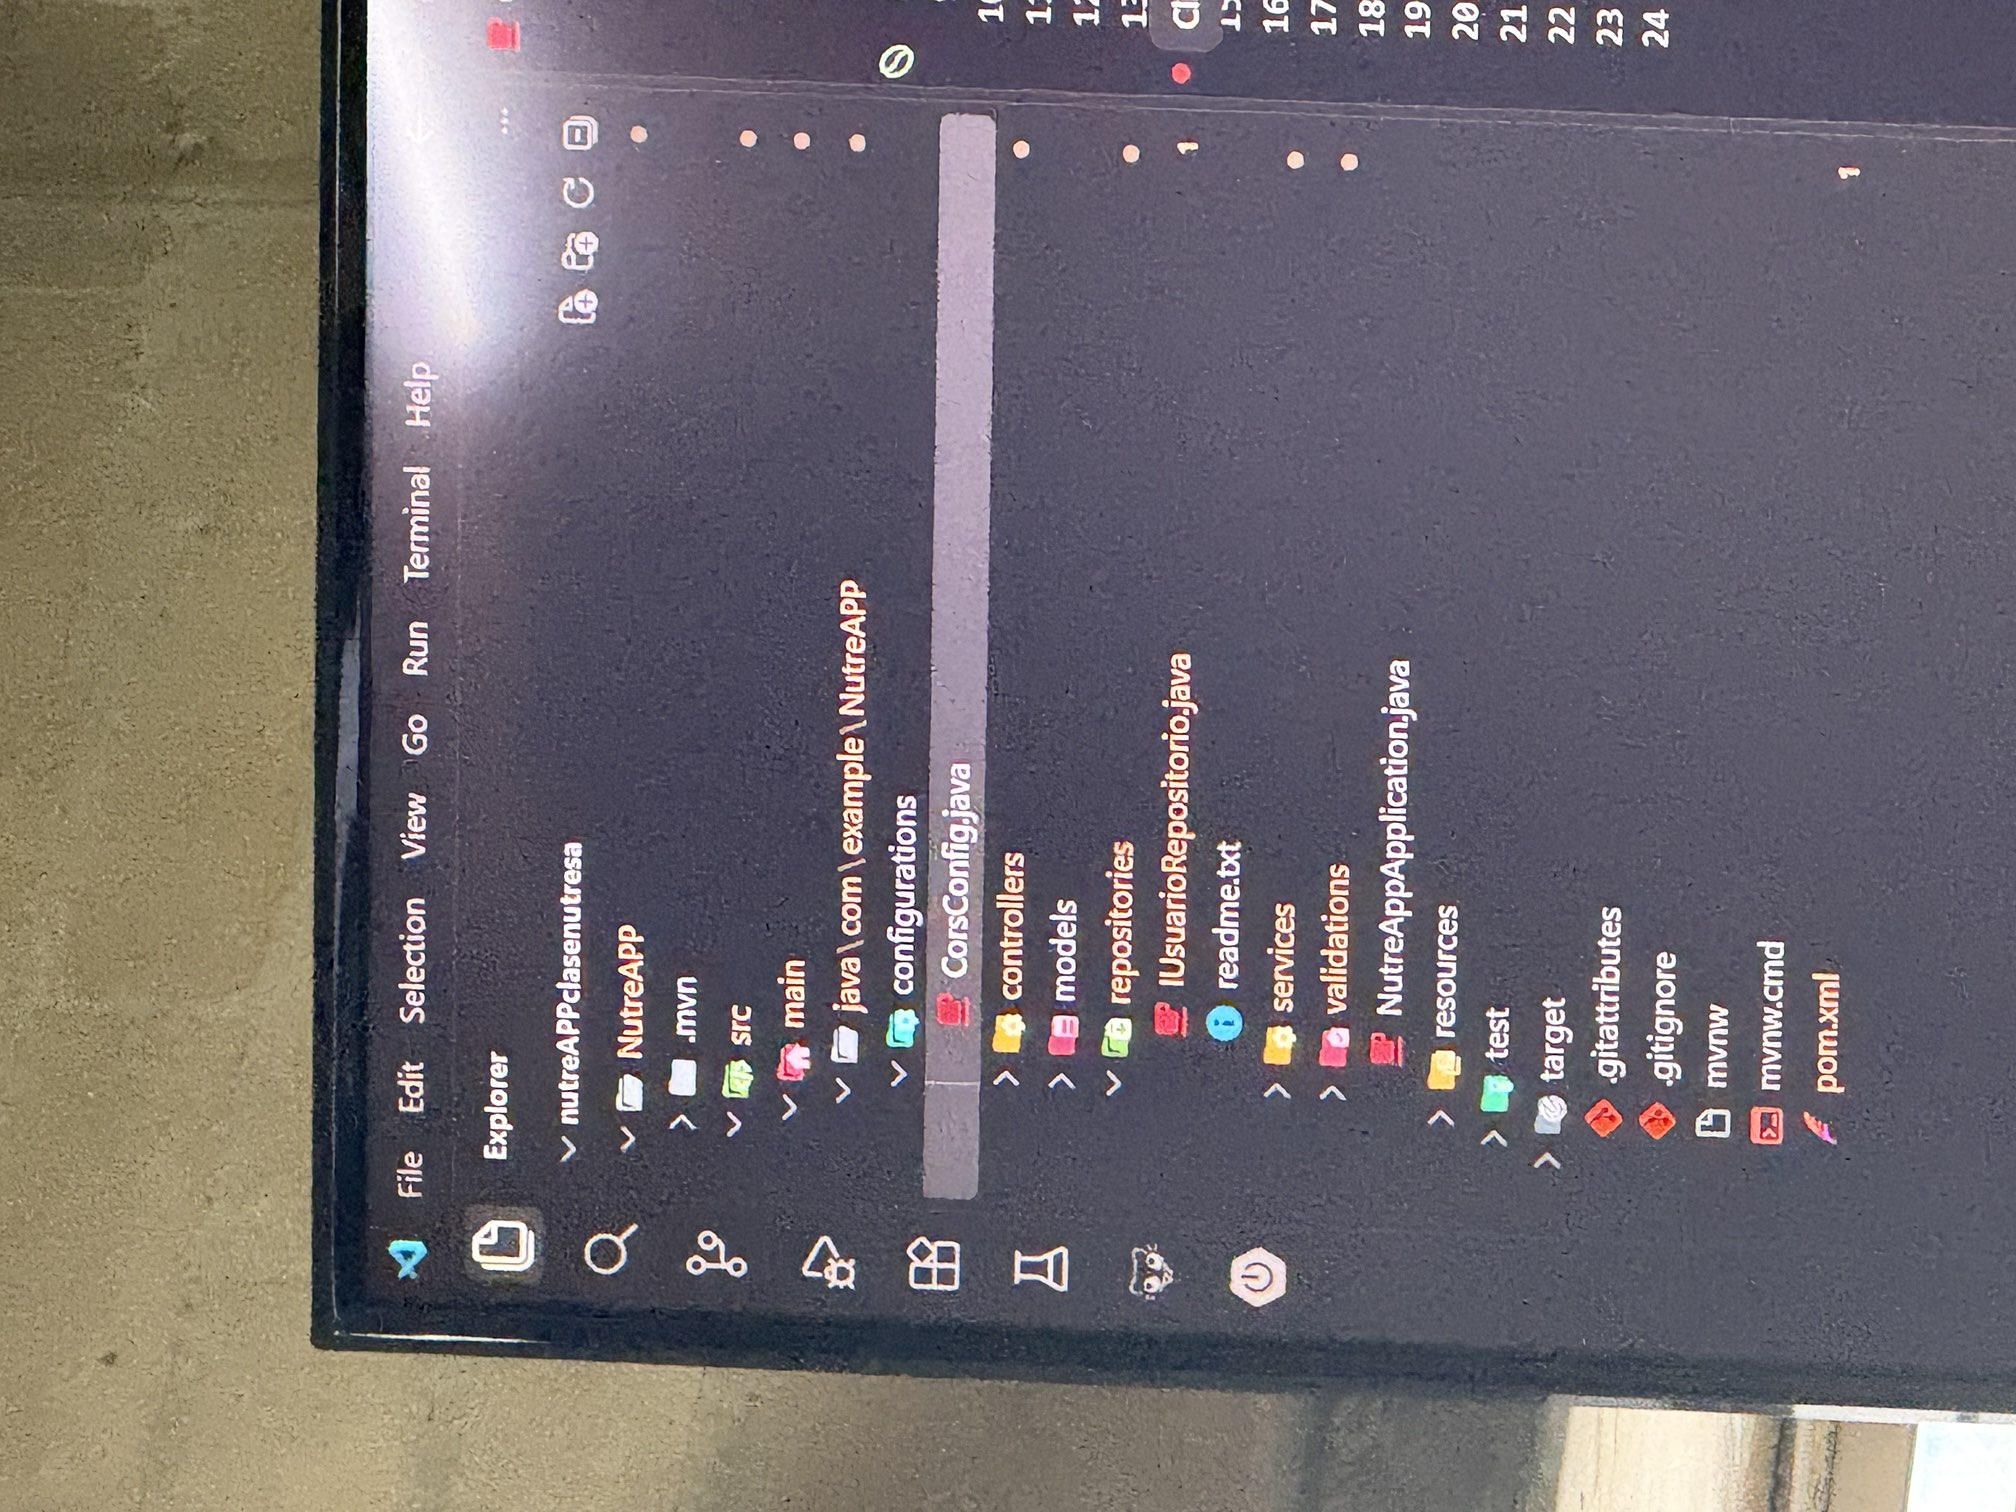 File Edit Selection View Go Run Terminal Help
Explorer
nutreAPPclasenutresa
NutreAPP
.mvn
src
main
java\com\example\NutreAPP
configurations
CorsConfig.java
controllers
models
repositories
IUsuarioRepositorio.java 1
readme.txt
services
validations
NutreAppApplication.java
resources
test
target
.gitattributes
.gitignore
mvnw
mvnw.cmd
pom.xml 1
16
17
18
19
20
21
22
23
24